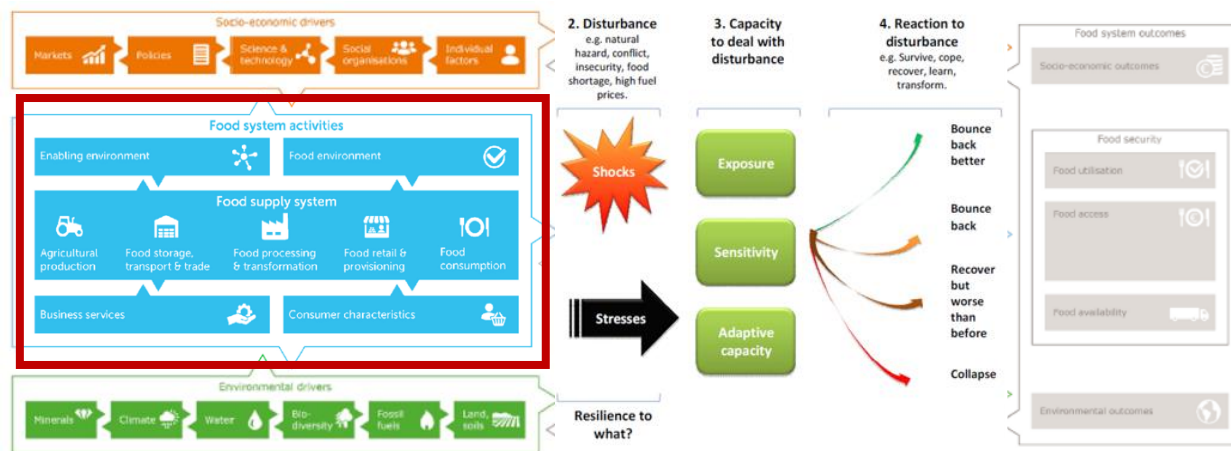 Socio-economic drivers
Markets
Policies
Science &
technology
Social
organisations
Individual
factors
Food system activities
Enabling environment
Food environment
Food supply system
Agricultural
production
Food storage,
transport & trade
Food processing
& transformation
Food retail &
provisioning
Food
consumption
Business services
Consumer characteristics
Environmental drivers
Minerals
Climate
Water
Bio-
diversity
Fossil
fuels
Land,
soils
2. Disturbance
e.g. natural
hazard, conflict,
insecurity, food
shortage, high fuel
prices.
Shocks
Stresses
Resilience to
what?
3. Capacity
to deal with
disturbance
Exposure
Sensitivity
Adaptive
capacity
4. Reaction to
disturbance
e.g. Survive, cope,
recover, learn,
transform.
Bounce
back
better
Bounce
back
Recover
but
worse
than
before
Collapse
Food system outcomes
Socio-economic outcomes
Food security
Food utilisation
Food access
Food availability
Environmental outcomes